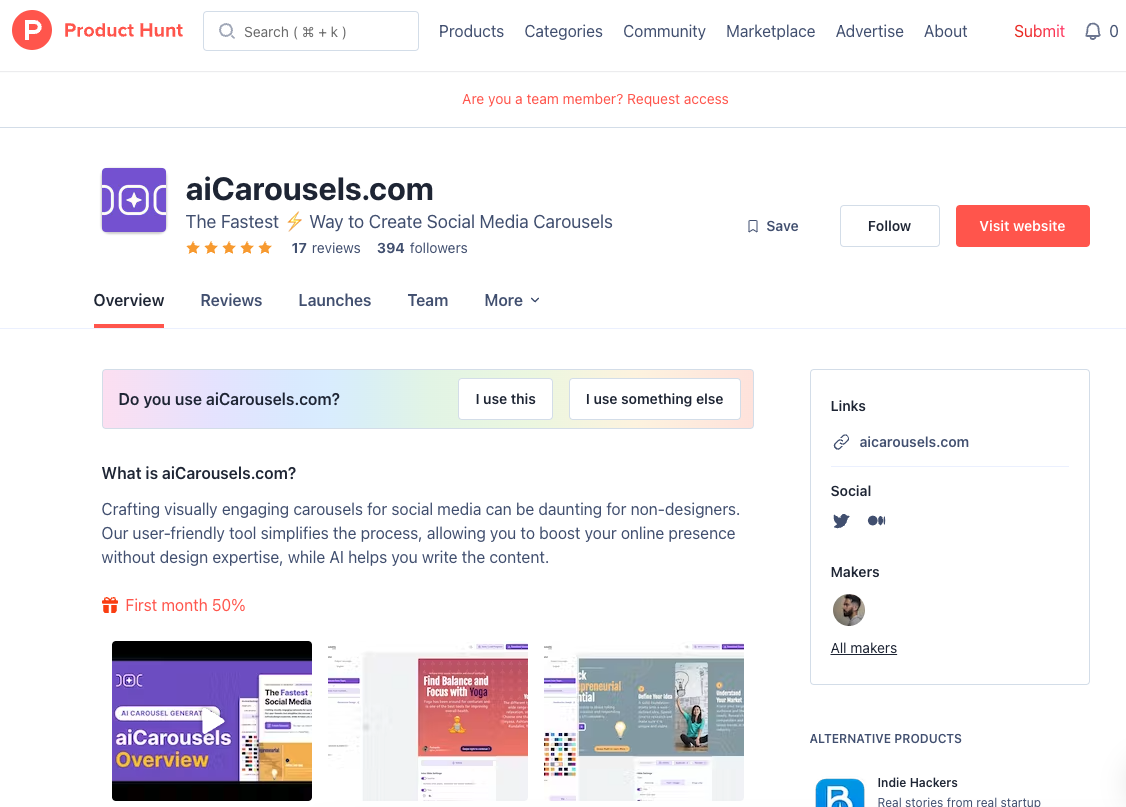 Product Hunt
Search ( ⌘ + k )
Products Categories Community Marketplace Advertise About
Submit 0
Are you a team member? Request access
aiCarousels.com
The Fastest ⚡ Way to Create Social Media Carousels
17 reviews 394 followers
Save
Follow
Visit website
Overview Reviews Launches Team More
Do you use aiCarousels.com?
I use this
I use something else
What is aiCarousels.com?
Crafting visually engaging carousels for social media can be daunting for non-designers.
Our user-friendly tool simplifies the process, allowing you to boost your online presence
without design expertise, while AI helps you write the content.
First month 50%
AI CAROUSEL GENERAT
aiCarousels
Overview
The Fastest
Social Media
Find Balance and
Focus with Yoga
Define Your Idea
Understand
Your Market
Links
aicarousels.com
Social
Makers
All makers
ALTERNATIVE PRODUCTS
Indie Hackers
Real stories from real startup